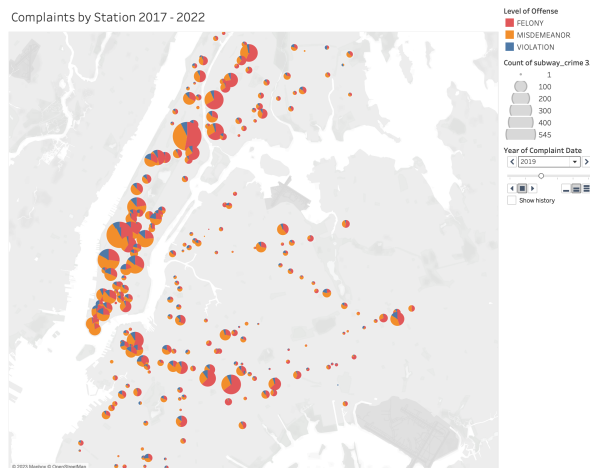 Complaints by Station 2017 - 2022
Level of Offense
FELONY
MISDEMEANOR
VIOLATION
Count of subway_crime 3.
1
100
200
300
400
545
Year of Complaint Date
2019
Show history
© 2023 Mapbox © OpenStreetMap